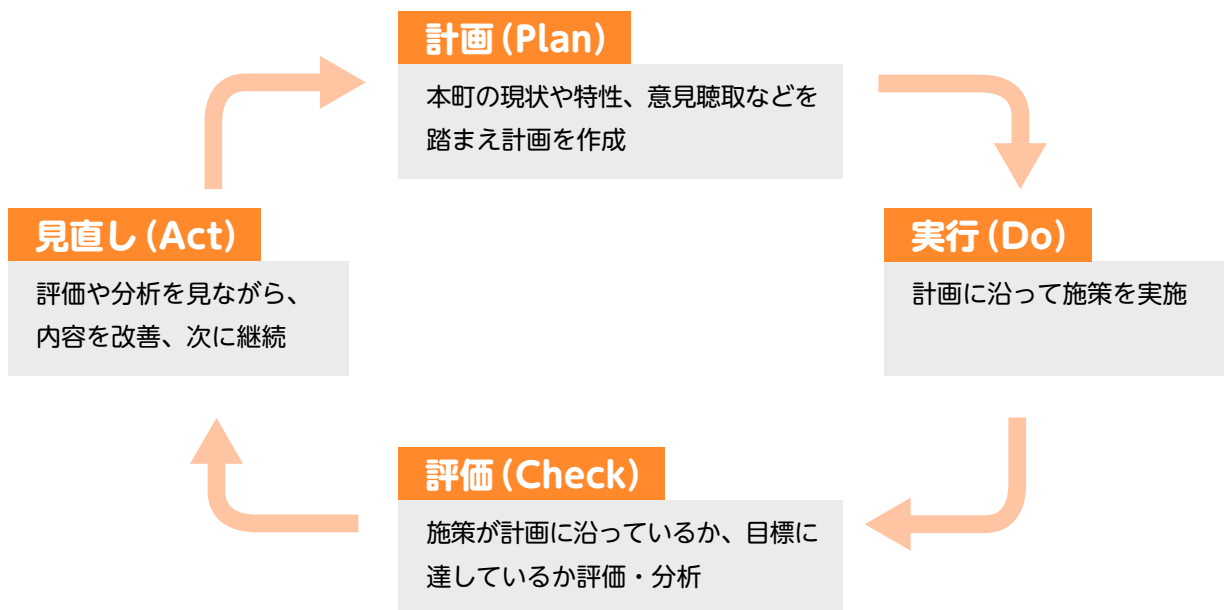 計画(Plan)
本町の現状や特性、意見聴取などを
踏まえ計画を作成
実行(Do)
計画に沿って施策を実施
評価(Check)
施策が計画に沿っているか、目標に
達しているか評価・分析
見直し(Act)
評価や分析を見ながら、
内容を改善、次に継続